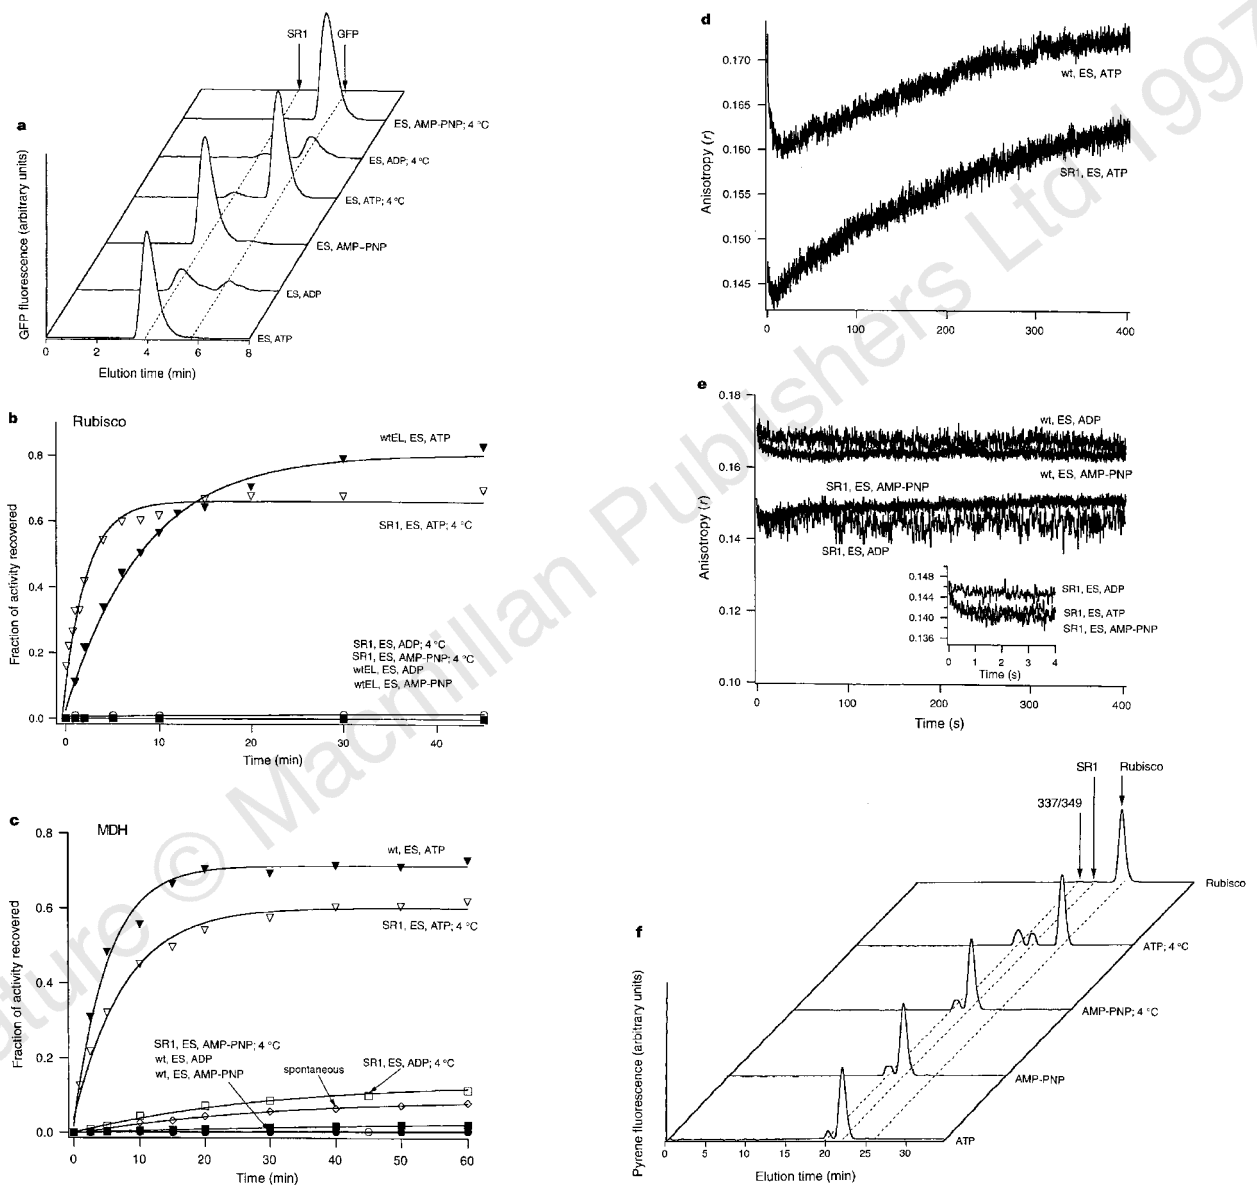 a
SR1
GFP
ES, AMP-PNP; 4 °C
ES, ADP; 4 °C
ES, ATP; 4 °C
ES, AMP-PNP
ES, ADP
ES, ATP
GFP fluorescence (arbitrary units)
0 2 4 6 8
Elution time (min)
b
Rubisco
wtEL, ES, ATP
SR1, ES, ATP; 4 °C
SR1, ES, ADP; 4 °C
SR1, ES, AMP-PNP; 4 °C
wtEL, ES, ADP
wtEL, ES, AMP-PNP
Fraction of activity recovered
0.8
0.6
0.4
0.2
0.0
0 10 20 30 40
Time (min)
c
MDH
wt, ES, ATP
SR1, ES, ATP; 4 °C
SR1, ES, AMP-PNP; 4 °C
wt, ES, ADP
wt, ES, AMP-PNP
spontaneous
SR1, ES, ADP; 4 °C
Fraction of activity recovered
0.8
0.6
0.4
0.2
0.0
0 10 20 30 40 50 60
Time (min)
d
wt, ES, ATP
SR1, ES, ATP
Anisotropy (r)
0.170
0.165
0.160
0.155
0.150
0.145
0 100 200 300 400
Time (s)
e
wt, ES, ADP
wt, ES, AMP-PNP
SR1, ES, AMP-PNP
SR1, ES, ADP
Anisotropy (r)
0.18
0.16
0.14
0.12
0.10
0.148
0.144
0.140
0.136
SR1, ES, ADP
SR1, ES, ATP
SR1, ES, AMP-PNP
0 1 2 3 4
Time (s)
0 100 200 300 400
Time (s)
f
SR1
Rubisco
337/349
Rubisco
ATP; 4 °C
AMP-PNP; 4 °C
AMP-PNP
ATP
Pyrene fluorescence (arbitrary units)
0 5 10 15 20 25 30
Elution time (min)
Nature © Macmillan Publishers Ltd 1997